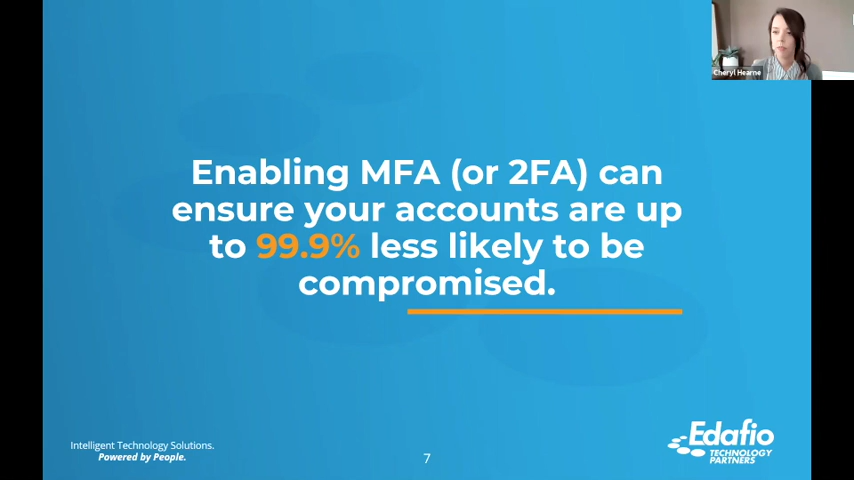 Cheryl Hearne
Enabling MFA (or 2FA) can
ensure your accounts are up
to 99.9% less likely to be
compromised.
Intelligent Technology Solutions.
Powered by People.
7
Edafio
TECHNOLOGY
PARTNERS